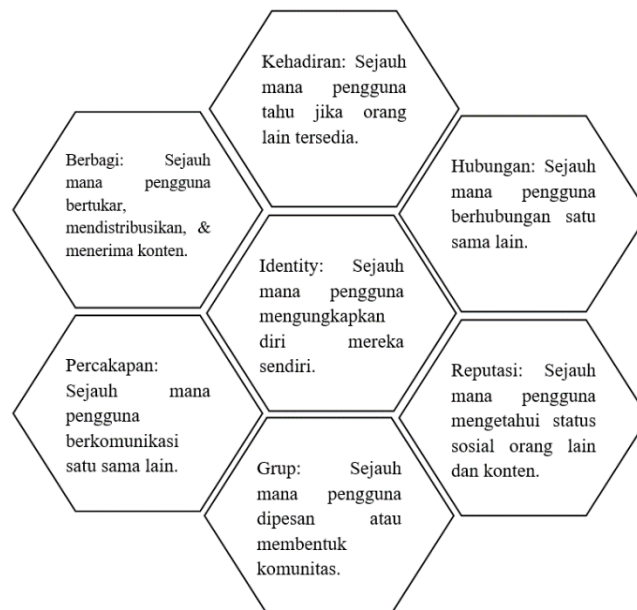 Kehadiran: Sejauh
mana pengguna
tahu jika orang
lain tersedia.
Berbagi: Sejauh
mana pengguna
bertukar,
mendistribusikan, &
menerima konten.
Hubungan: Sejauh
mana pengguna
berhubungan satu
sama lain.
Identity: Sejauh
mana pengguna
mengungkapkan
diri mereka
sendiri.
Percakapan:
Sejauh mana
pengguna
berkomunikasi
satu sama lain.
Reputasi: Sejauh
mana pengguna
mengetahui status
sosial orang lain
dan konten.
Grup: Sejauh
mana pengguna
dipesan atau
membentuk
komunitas.